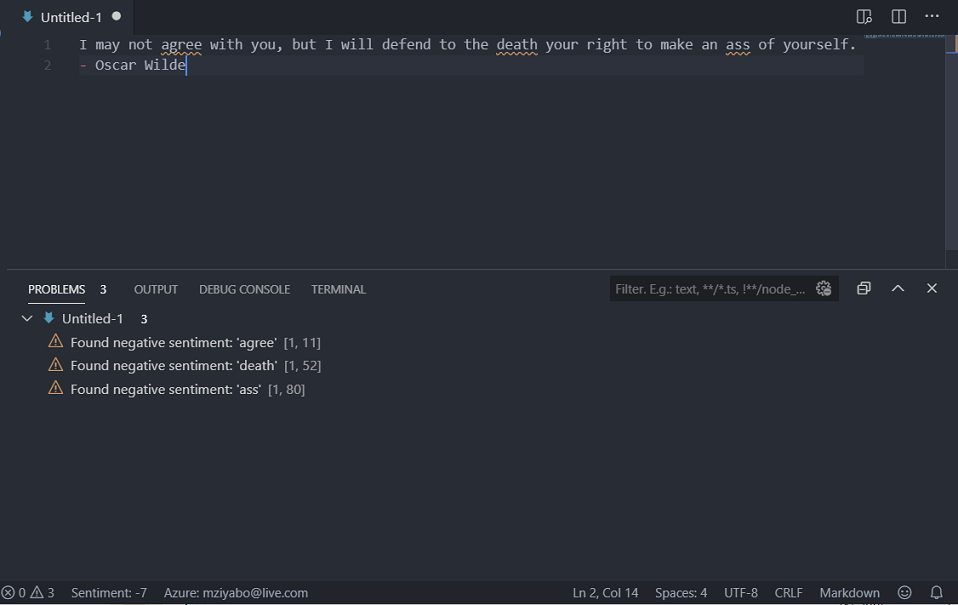 Untitled-1
1 I may not agree with you, but I will defend to the death your right to make an ass of yourself.
2 - Oscar Wilde
PROBLEMS 3 OUTPUT DEBUG CONSOLE TERMINAL Filter. E.g.: text, **/*.ts, !**/node_...
Untitled-1 3
Found negative sentiment: 'agree' [1, 11]
Found negative sentiment: 'death' [1, 52]
Found negative sentiment: 'ass' [1, 80]
0 3 Sentiment: -7 Azure: mziyabo@live.com Ln 2, Col 14 Spaces: 4 UTF-8 CRLF Markdown